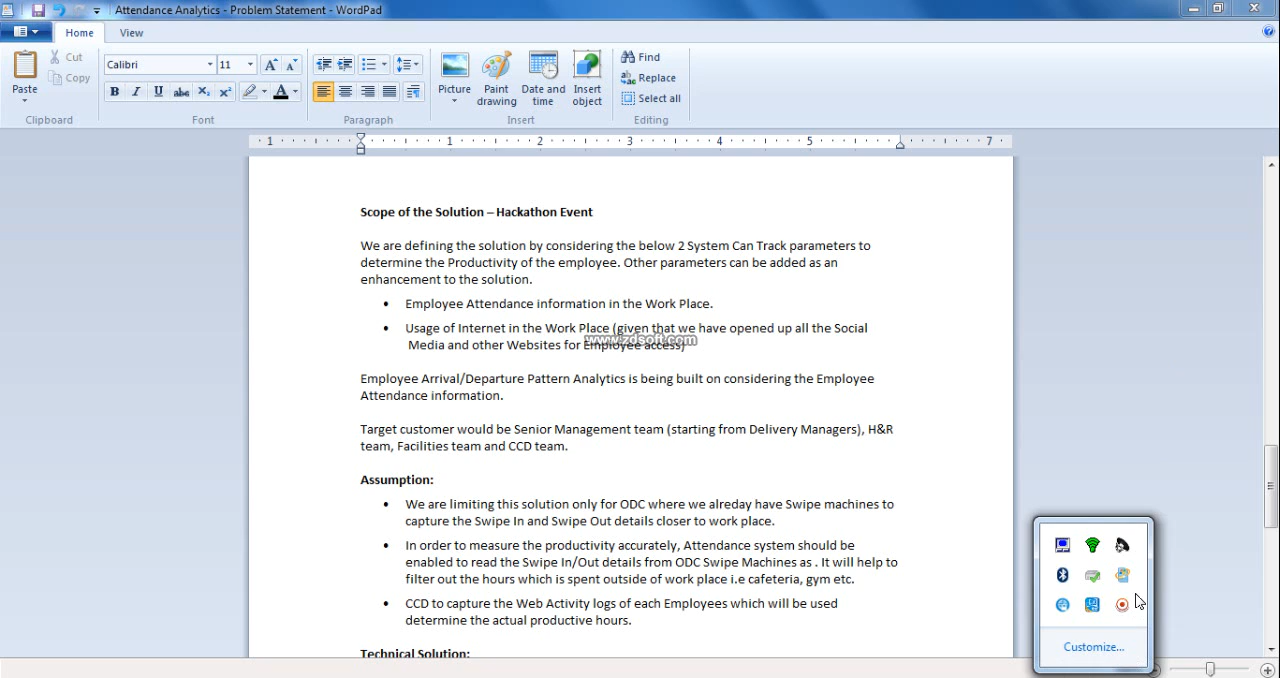 Attendance Analytics - Problem Statement - WordPad
Home View
Cut
Copy
Paste
Clipboard
Calibri 11
B I U abc X₂ X² A
Font
Paragraph
Picture
Paint drawing
Date and time
Insert object
Insert
Find
Replace
Select all
Editing
1 1 2 3 4 5 7
Scope of the Solution – Hackathon Event
We are defining the solution by considering the below 2 System Can Track parameters to
determine the Productivity of the employee. Other parameters can be added as an
enhancement to the solution.
• Employee Attendance information in the Work Place.
• Usage of Internet in the Work Place (given that we have opened up all the Social
Media and other Websites for Employee access)
www.zdsoft.com
Employee Arrival/Departure Pattern Analytics is being built on considering the Employee
Attendance information.
Target customer would be Senior Management team (starting from Delivery Managers), H&R
team, Facilities team and CCD team.
Assumption:
• We are limiting this solution only for ODC where we alreday have Swipe machines to
capture the Swipe In and Swipe Out details closer to work place.
• In order to measure the productivity accurately, Attendance system should be
enabled to read the Swipe In/Out details from ODC Swipe Machines as . It will help to
filter out the hours which is spent outside of work place i.e cafeteria, gym etc.
• CCD to capture the Web Activity logs of each Employees which will be used
determine the actual productive hours.
Technical Solution:
Customize...